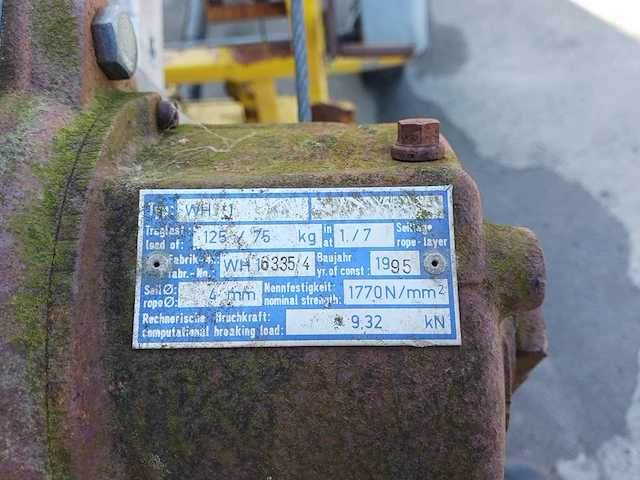 Typ: WH 1
Traglast 125 / 75 kg in 1./7 Seillage
load of: at rope-layer
Fabrik-N. WH 16335/4 Baujahr 1995
fabr.-No.: yr. of const:
Seil Ø: 4 mm Nennfestigkeit: 1770 N/mm²
rope Ø: nominal strength:
Rechnerische Bruchkraft: 9,32 kN
computational breaking load: